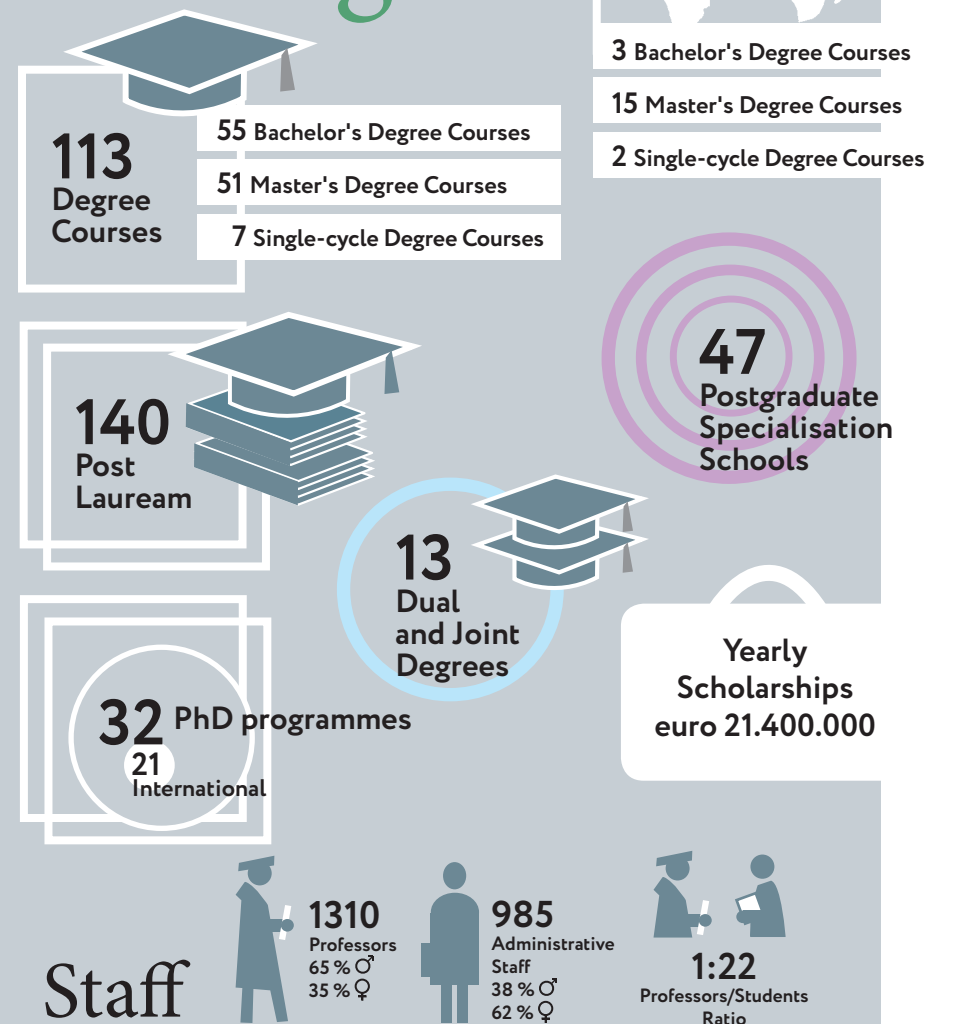 3 Bachelor's Degree Courses
15 Master's Degree Courses
2 Single-cycle Degree Courses
113
Degree
Courses
55 Bachelor's Degree Courses
51 Master's Degree Courses
7 Single-cycle Degree Courses
47
Postgraduate
Specialisation
Schools
140
Post
Lauream
13
Dual
and Joint
Degrees
Yearly
Scholarships
euro 21.400.000
32 PhD programmes
21
International
Staff
1310
Professors
65 % ♂
35 % ♀
985
Administrative
Staff
38 % ♂
62 % ♀
1:22
Professors/Students
Ratio